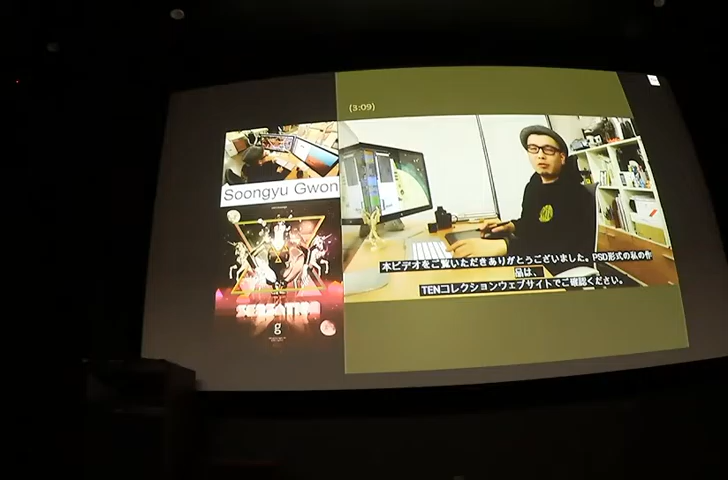 (3:09)
Soongyu Gwon
g
本ビデオをご覧いただきありがとうございました。PSD形式の私の作
品は、
TENコレクションウェブサイトでご確認ください。